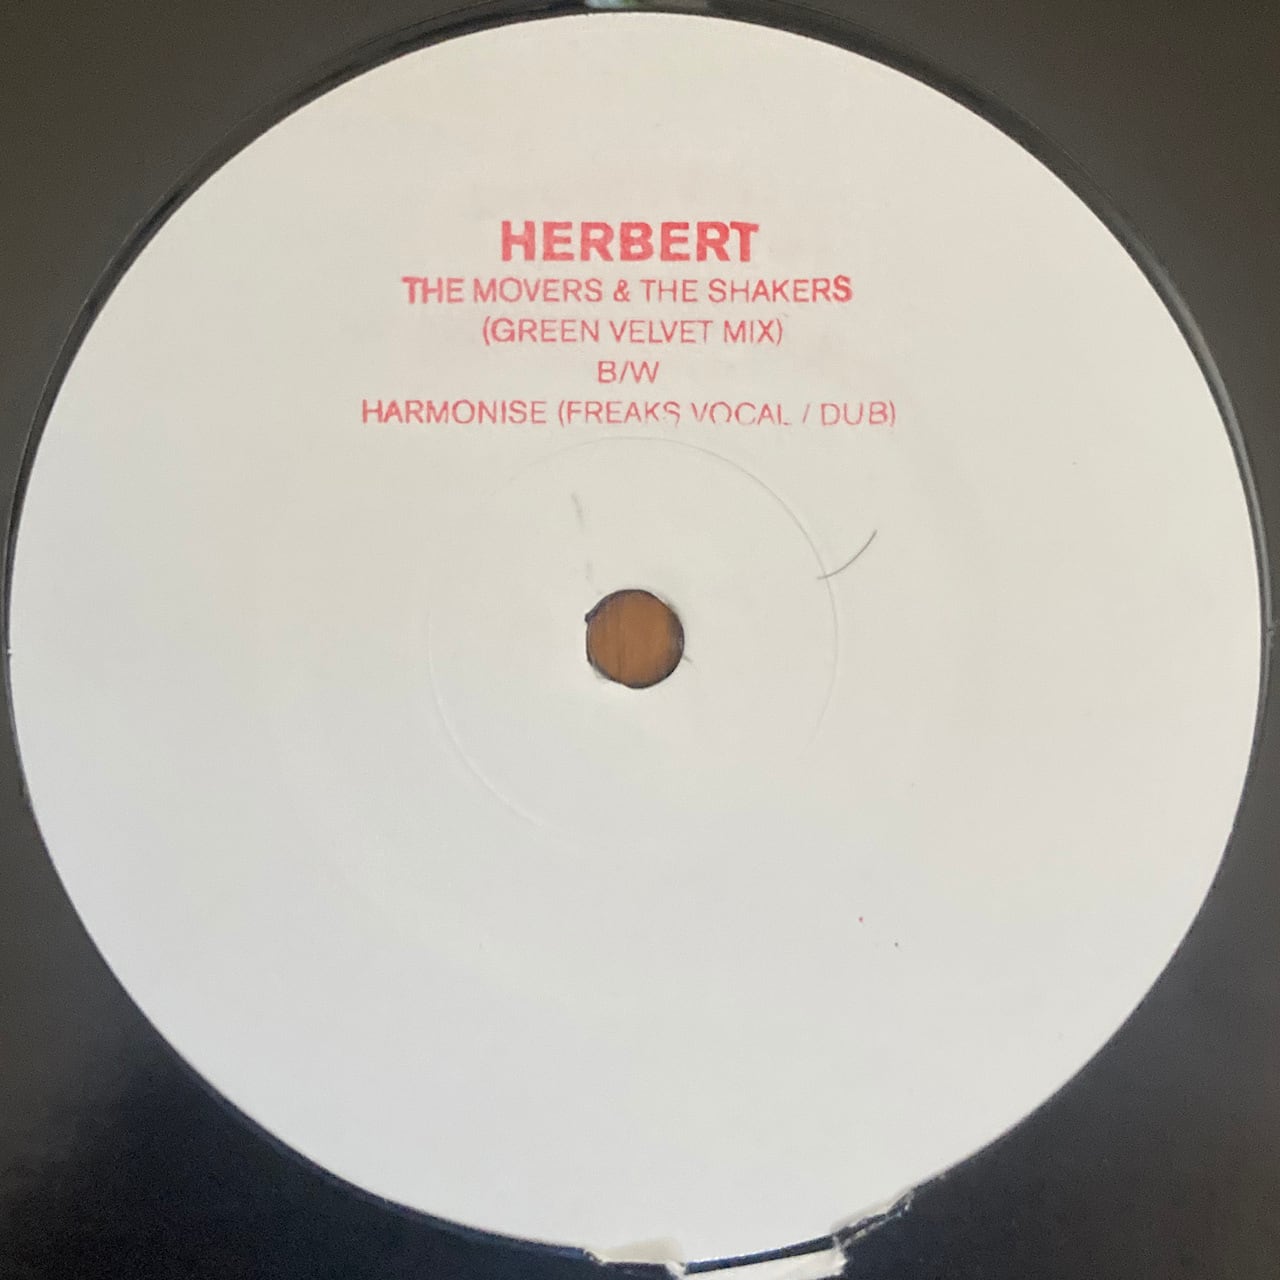 HERBERT
THE MOVERS & THE SHAKERS
(GREEN VELVET MIX)
B/W
HARMONISE (FREAKS VOCAL / DUB)